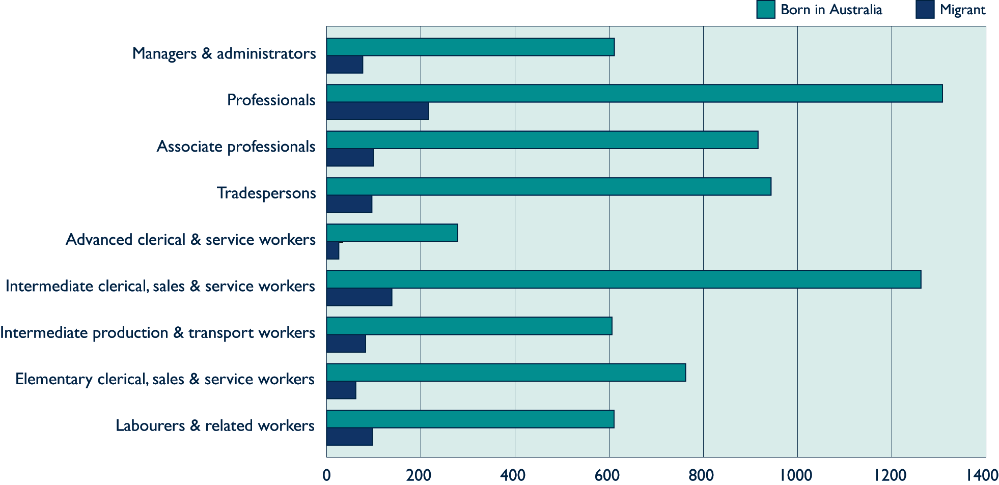 Born in Australia Migrant
Managers & administrators
Professionals
Associate professionals
Tradespersons
Advanced clerical & service workers
Intermediate clerical, sales & service workers
Intermediate production & transport workers
Elementary clerical, sales & service workers
Labourers & related workers
0 200 400 600 800 1000 1200 1400